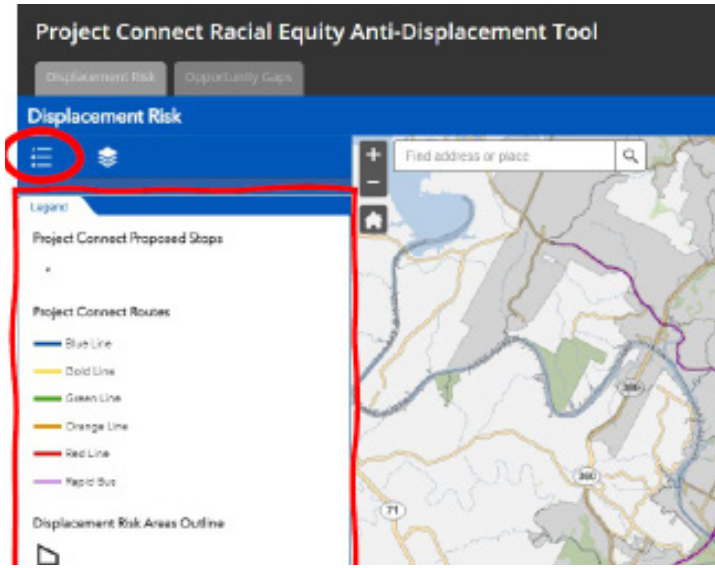 Project Connect Racial Equity Anti-Displacement Tool
Displacement Risk
Opportunity Gaps
Displacement Risk
+
Find address or place
−
Legend
Project Connect Proposed Stops
Project Connect Routes
Blue Line
Gold Line
Green Line
Orange Line
Red Line
Rapid Bus
Displacement Risk Areas Outline
360
360
71